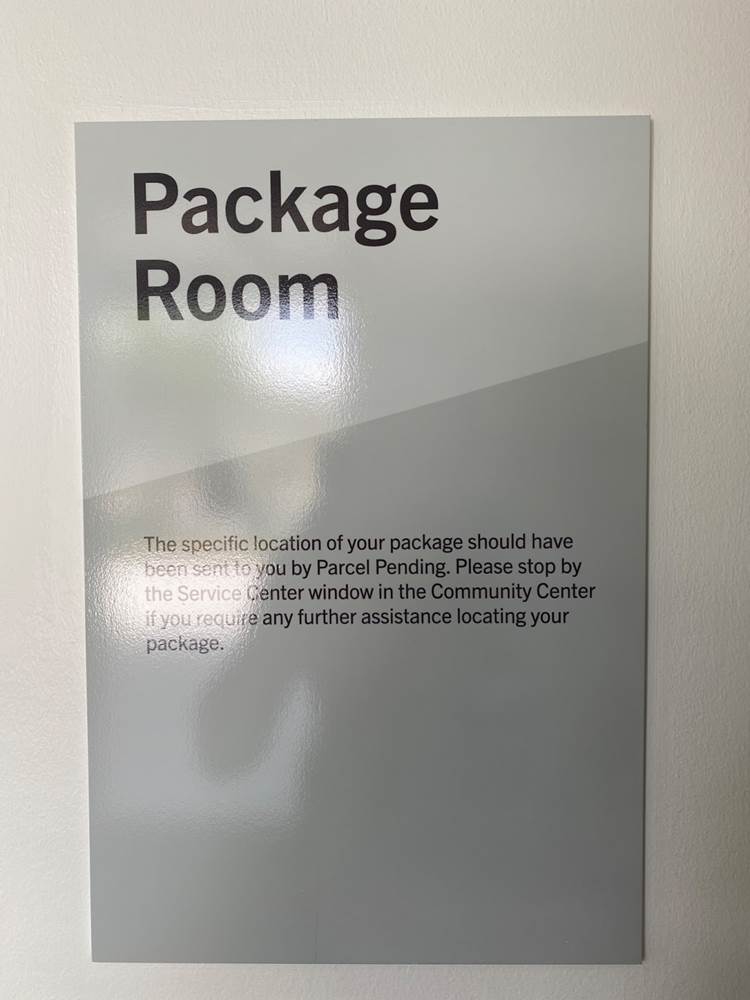 Package
Room
The specific location of your package should have
been sent to you by Parcel Pending. Please stop by
the Service Center window in the Community Center
if you require any further assistance locating your
package.